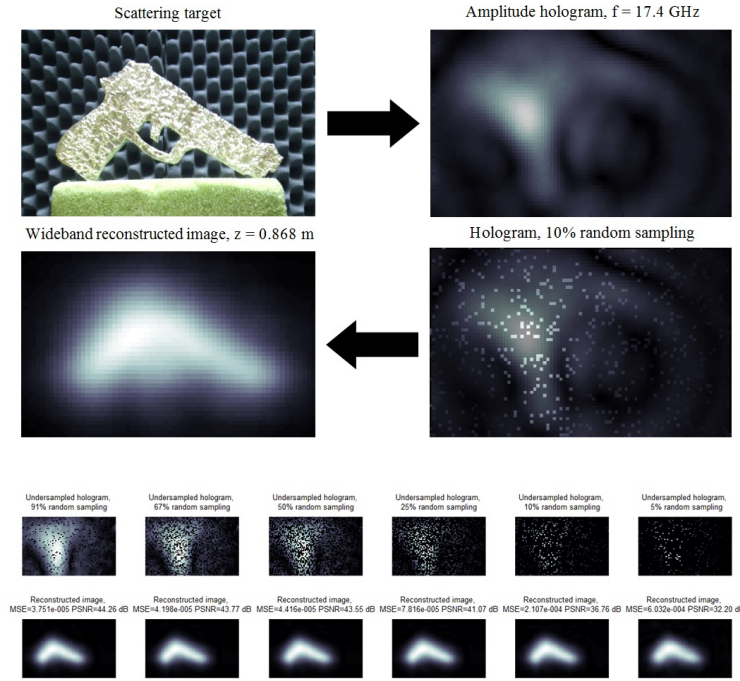 Scattering target
Amplitude hologram, f = 17.4 GHz
Wideband reconstructed image, z = 0.868 m
Hologram, 10% random sampling
Undersampled hologram,
91% random sampling
Undersampled hologram,
67% random sampling
Undersampled hologram,
50% random sampling
Undersampled hologram,
25% random sampling
Undersampled hologram,
10% random sampling
Undersampled hologram,
5% random sampling
Reconstructed image,
MSE=3.751e-005 PSNR=44.26 dB
Reconstructed image,
MSE=4.198e-005 PSNR=43.77 dB
Reconstructed image,
MSE=4.416e-005 PSNR=43.55 dB
Reconstructed image,
MSE=7.816e-005 PSNR=41.07 dB
Reconstructed image,
MSE=2.107e-004 PSNR=36.76 dB
Reconstructed image,
MSE=6.032e-004 PSNR=32.20 d